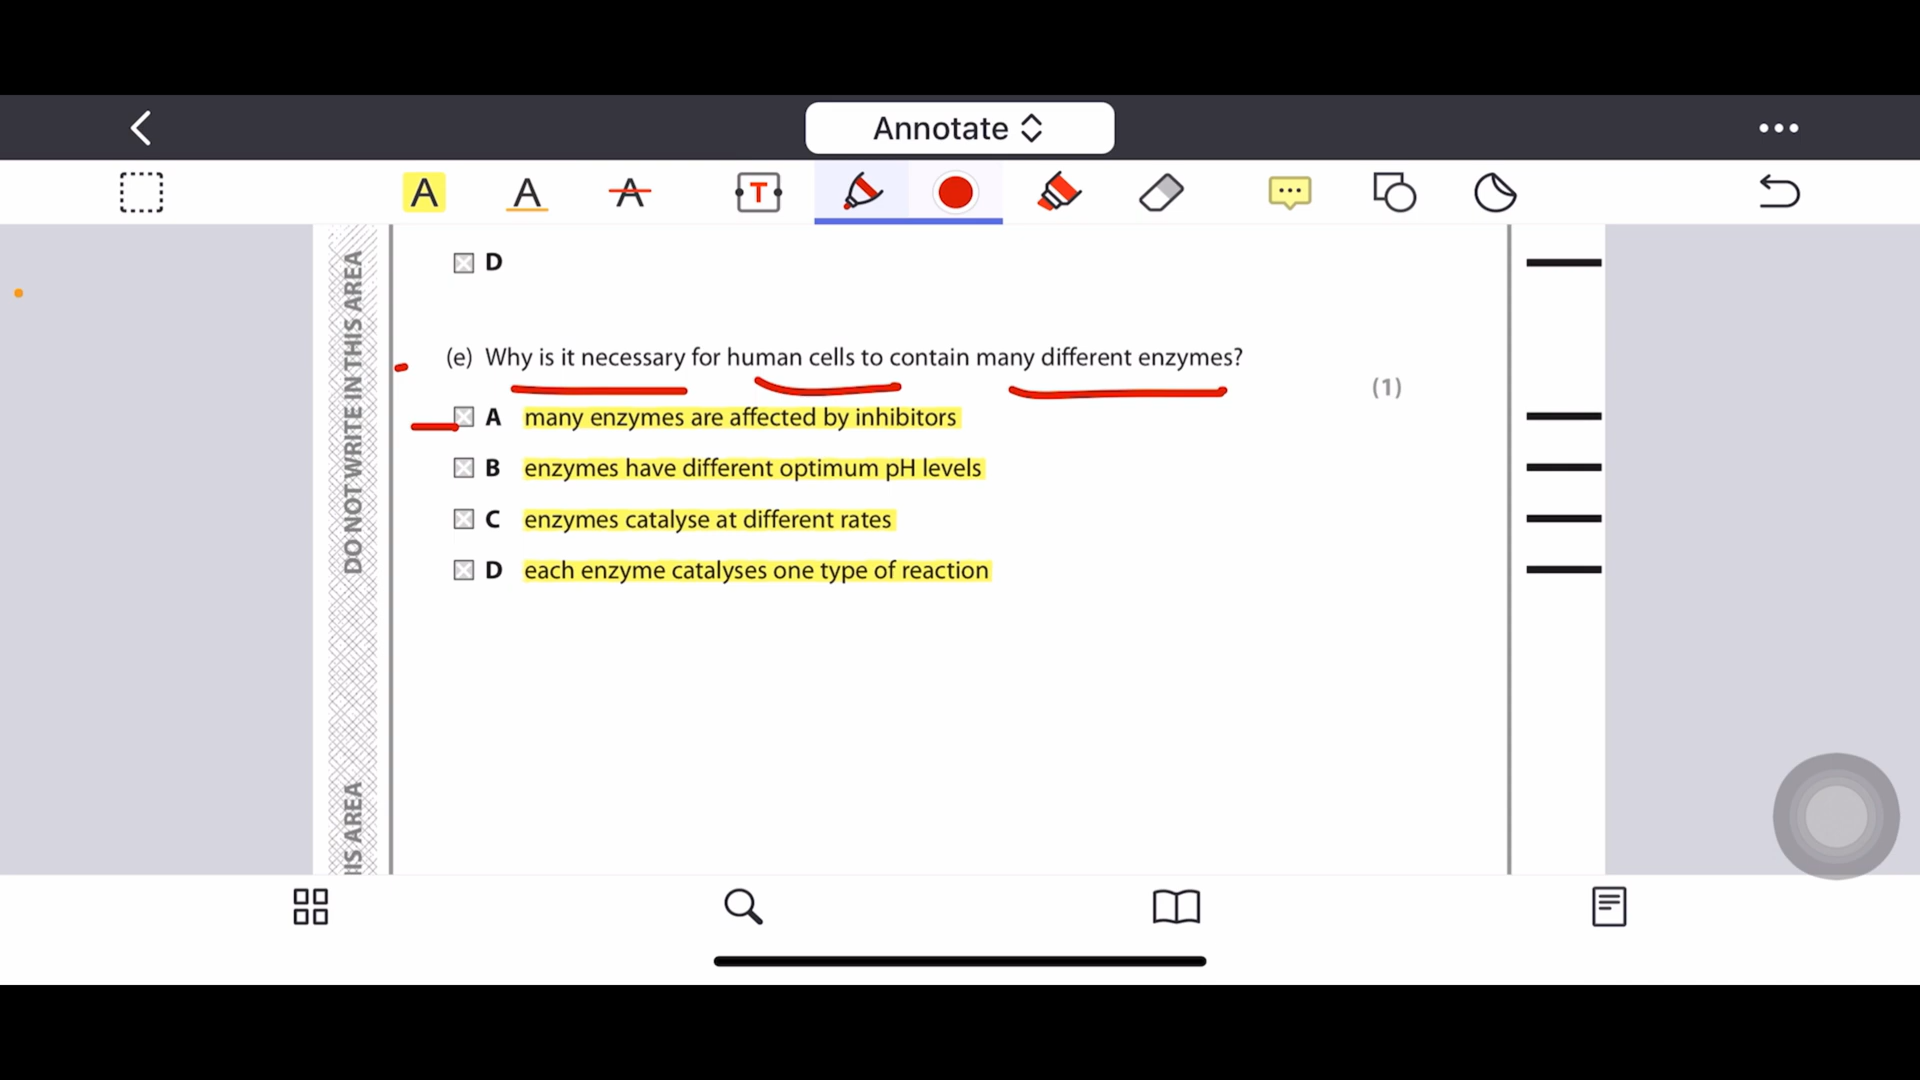 Annotate
A A A T
D
DO NOT WRITE IN THIS AREA
(e) Why is it necessary for human cells to contain many different enzymes?
(1)
A many enzymes are affected by inhibitors
B enzymes have different optimum pH levels
C enzymes catalyse at different rates
D each enzyme catalyses one type of reaction
IS AREA